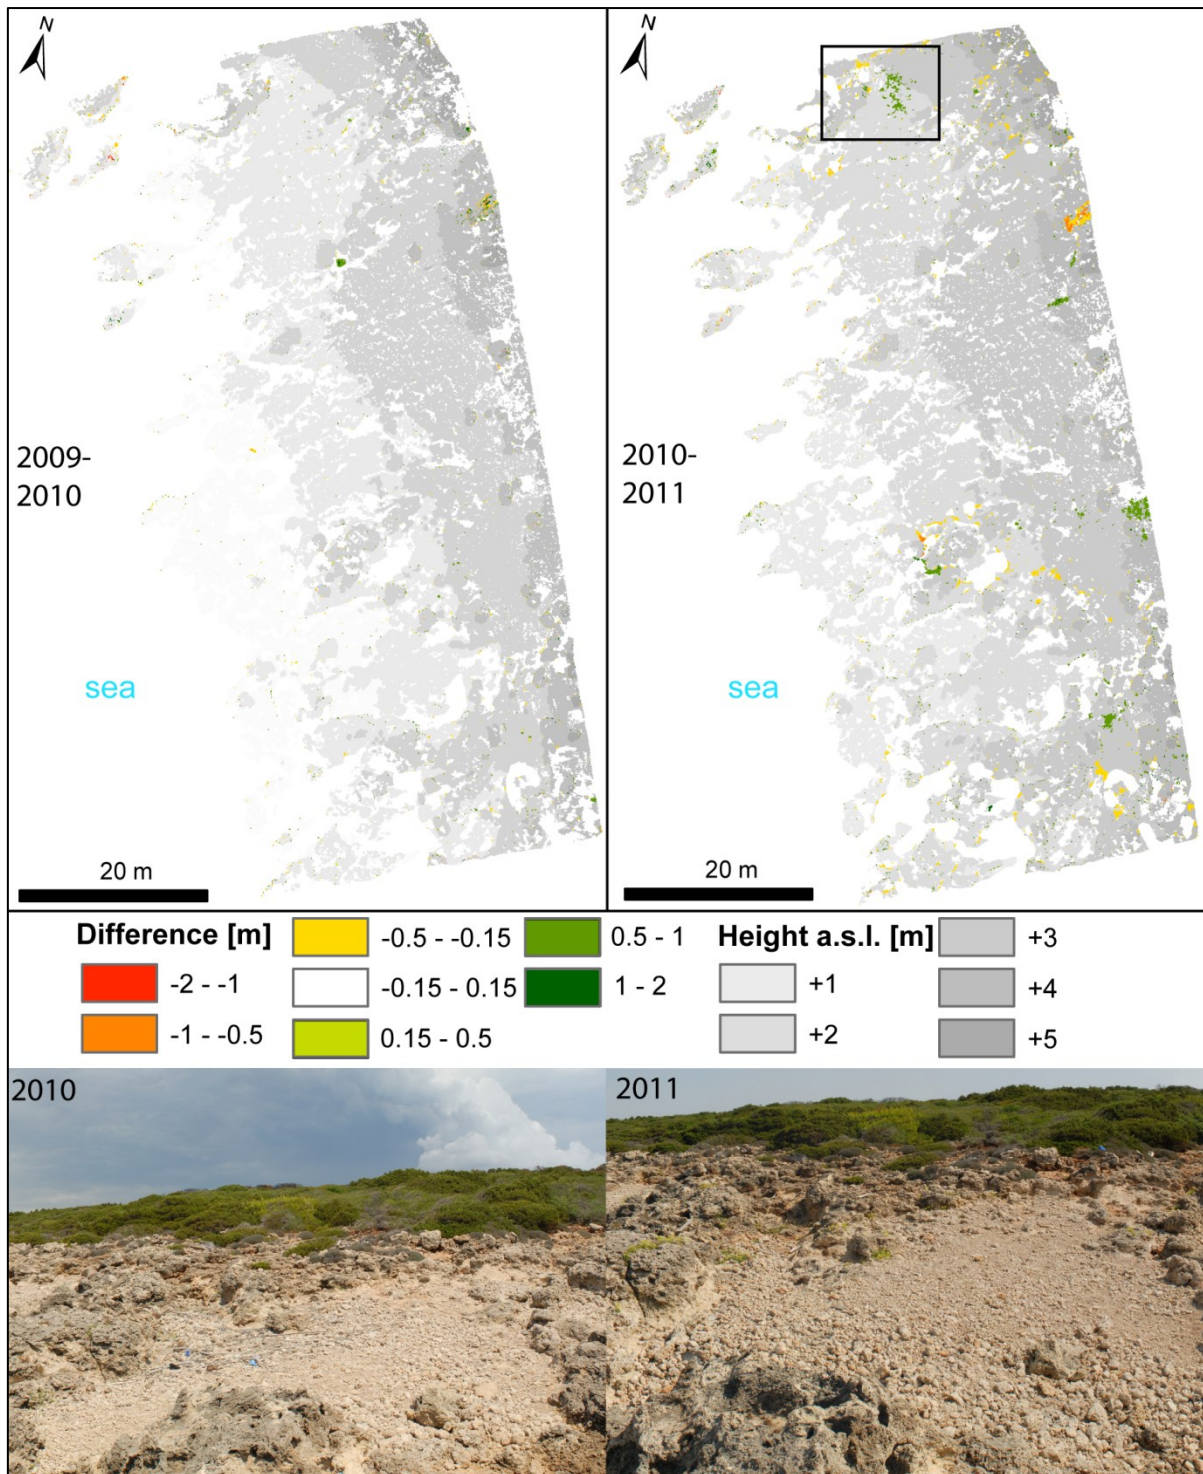 N
N
2009-
2010
2010-
2011
sea
sea
20 m
20 m
Difference [m]
-2 - -1
-1 - -0.5
-0.5 - -0.15
-0.15 - 0.15
0.15 - 0.5
0.5 - 1
1 - 2
Height a.s.l. [m]
+1
+2
+3
+4
+5
2010
2011